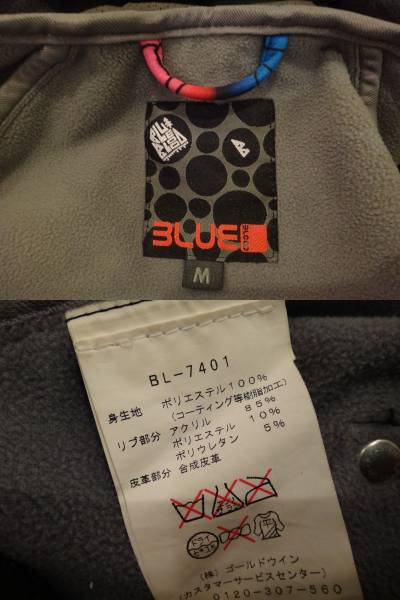 BLUE
BLOOD
M
BL-7401
身生地 ポリエステル100%
(コーティング等樹脂加工)
リブ部分 アクリル 85%
ポリエステル 10%
ポリウレタン 5%
皮革部分 合成皮革
ドライ
(株)ゴールドウイン
(カスタマーサービスセンター)
0120-307-560